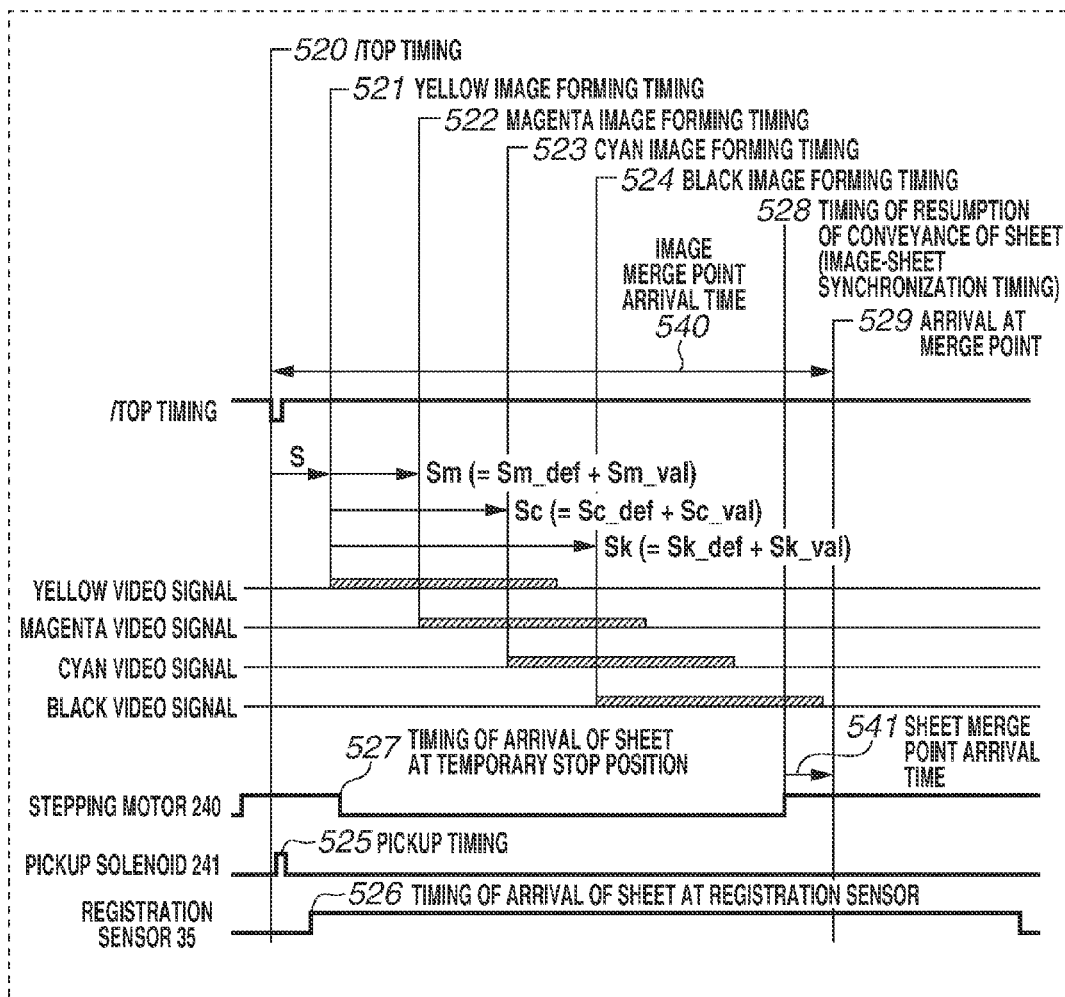 520 /TOP TIMING
521 YELLOW IMAGE FORMING TIMING
522 MAGENTA IMAGE FORMING TIMING
523 CYAN IMAGE FORMING TIMING
524 BLACK IMAGE FORMING TIMING
528 TIMING OF RESUMPTION
OF CONVEYANCE OF SHEET
(IMAGE-SHEET
SYNCHRONIZATION TIMING)
IMAGE
MERGE POINT
ARRIVAL TIME
540
529 ARRIVAL AT
MERGE POINT
/TOP TIMING
S
Sm (= Sm_def + Sm_val)
Sc (= Sc_def + Sc_val)
Sk (= Sk_def + Sk_val)
YELLOW VIDEO SIGNAL
MAGENTA VIDEO SIGNAL
CYAN VIDEO SIGNAL
BLACK VIDEO SIGNAL
527 TIMING OF ARRIVAL OF SHEET
AT TEMPORARY STOP POSITION
541 SHEET MERGE
POINT ARRIVAL
TIME
STEPPING MOTOR 240
525 PICKUP TIMING
PICKUP SOLENOID 241
526 TIMING OF ARRIVAL OF SHEET AT REGISTRATION SENSOR
REGISTRATION
SENSOR 35